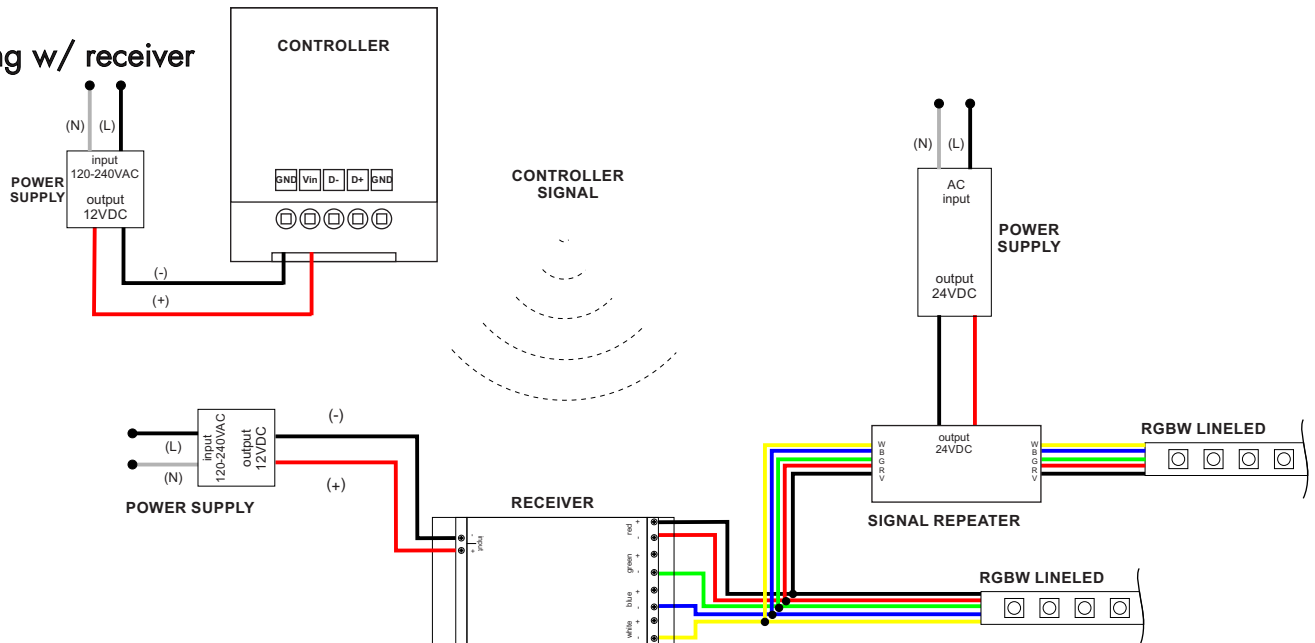 ng w/ receiver
CONTROLLER
(N)
(L)
input
120-240VAC
output
12VDC
POWER
SUPPLY
GND Vin D- D+ GND
(-)
(+)
CONTROLLER
SIGNAL
(N)
(L)
AC
input
output
24VDC
POWER
SUPPLY
(L)
(N)
input
120-240VAC
output
12VDC
POWER SUPPLY
(-)
(+)
RECEIVER
-
+
input
red
+
-
green
+
-
blue
+
-
white
+
-
W
B
G
R
V
output
24VDC
W
B
G
R
V
SIGNAL REPEATER
RGBW LINELED
RGBW LINELED